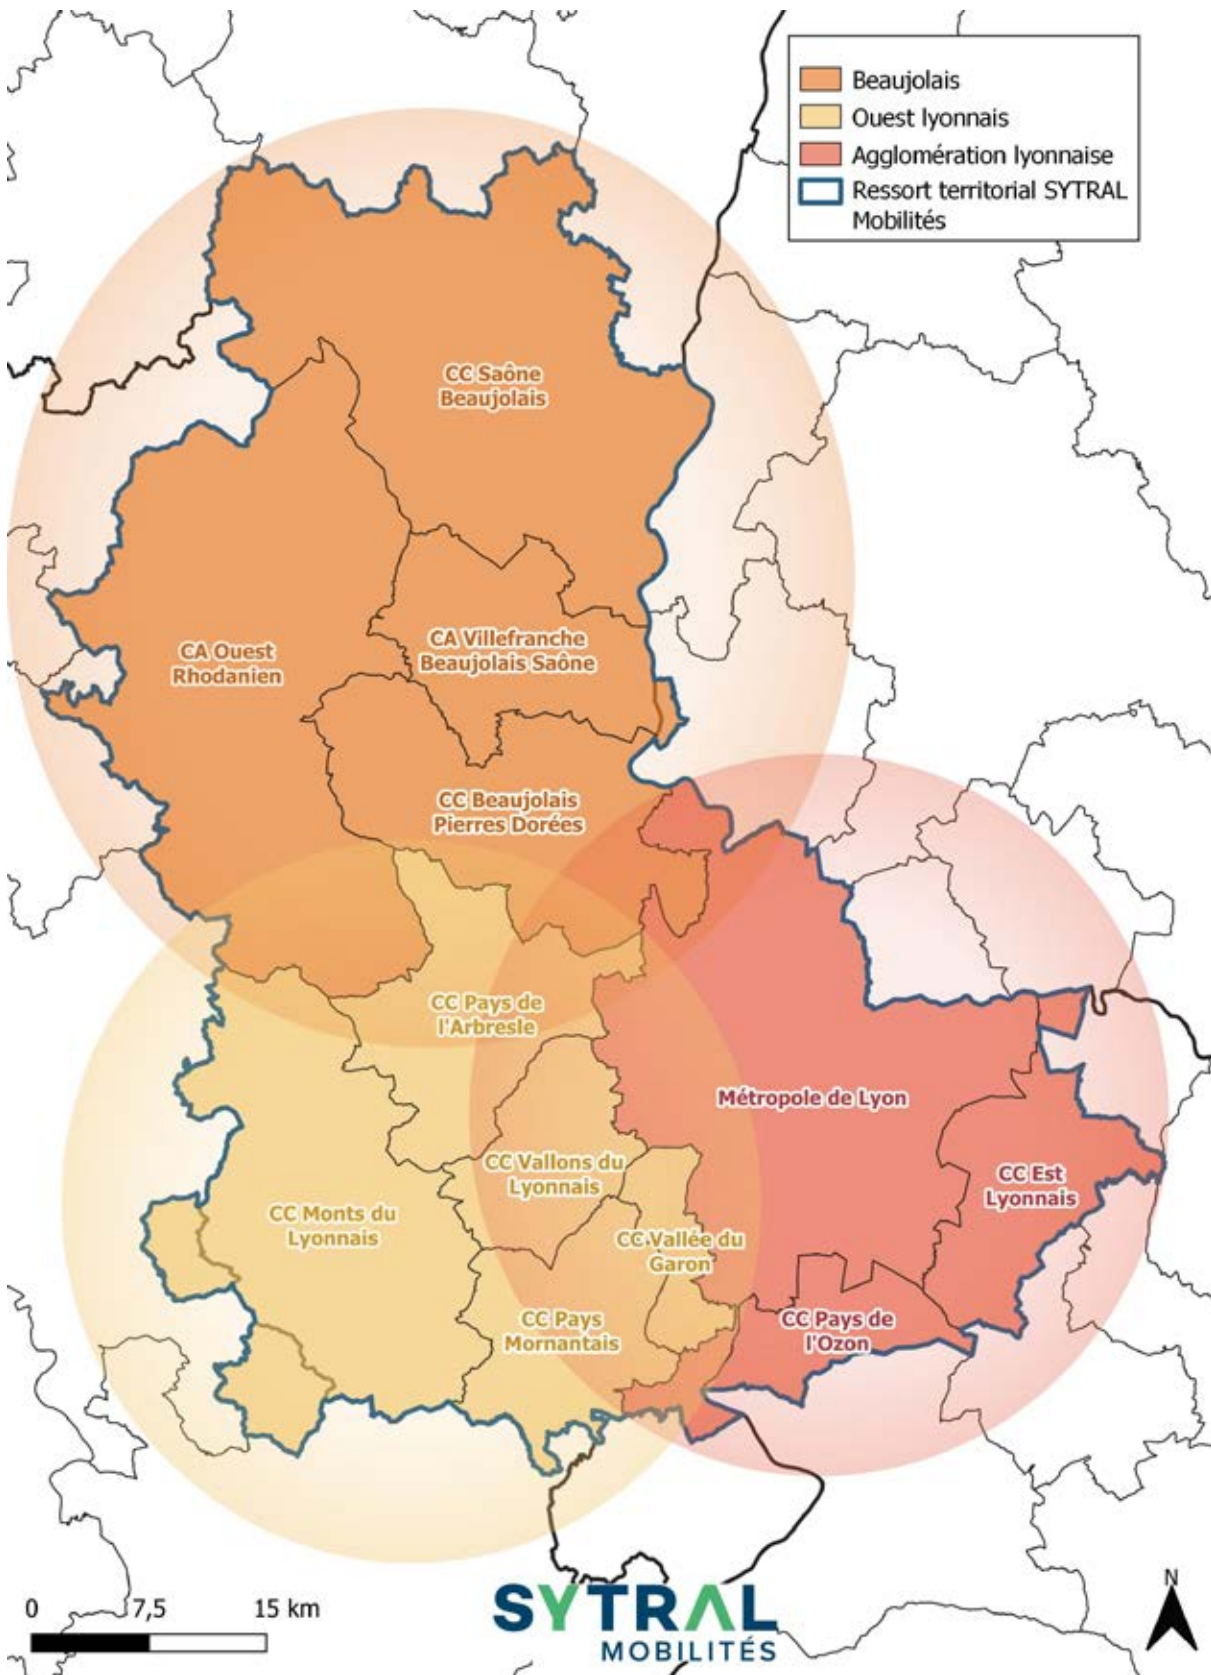 Beaujolais
Ouest lyonnais
Agglomération lyonnaise
Ressort territorial SYTRAL
Mobilités
CC Saône
Beaujolais
CA Ouest
Rhodanien
CA Villefranche
Beaujolais Saône
CC Beaujolais
Pierres Dorées
CC Pays de
l'Arbresle
Métropole de Lyon
CC Vallons du
Lyonnais
CC Est
Lyonnais
CC Monts du
Lyonnais
CC Vallée du
Garon
CC Pays
Mornantais
CC Pays de
l'Ozon
0 7,5 15 km
SYTRAL
MOBILITÉS
N